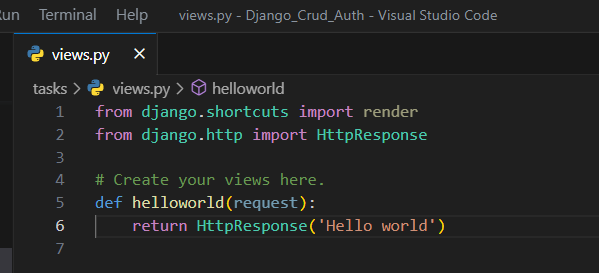 Run Terminal Help views.py - Django_Crud_Auth - Visual Studio Code
views.py
tasks > views.py > helloworld
1 from django.shortcuts import render
2 from django.http import HttpResponse
3
4 # Create your views here.
5 def helloworld(request):
6     return HttpResponse('Hello world')
7